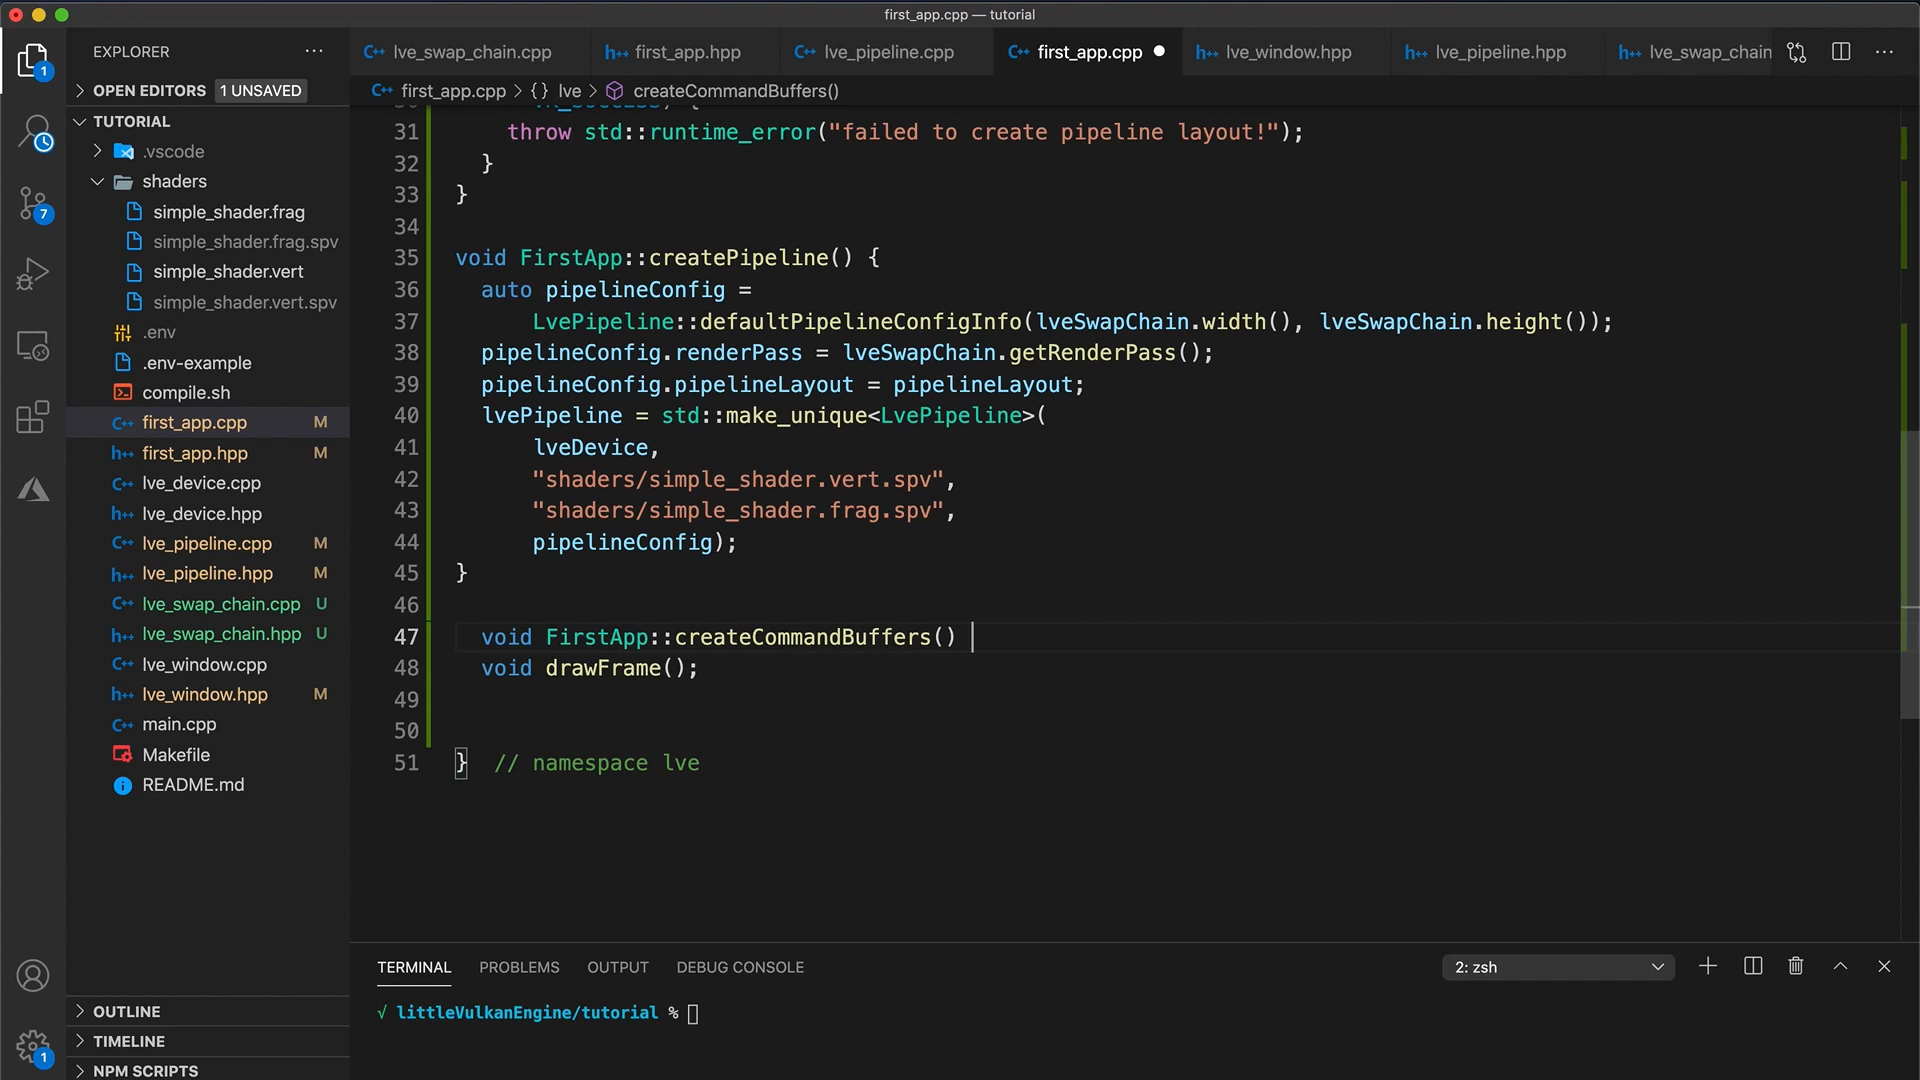 first_app.cpp — tutorial
EXPLORER
lve_swap_chain.cpp
first_app.hpp
lve_pipeline.cpp
first_app.cpp
lve_window.hpp
lve_pipeline.hpp
lve_swap_chain
OPEN EDITORS 1 UNSAVED
first_app.cpp > {} lve > createCommandBuffers()
TUTORIAL
.vscode
shaders
simple_shader.frag
simple_shader.frag.spv
simple_shader.vert
simple_shader.vert.spv
.env
.env-example
compile.sh
first_app.cpp M
first_app.hpp M
lve_device.cpp
lve_device.hpp
lve_pipeline.cpp M
lve_pipeline.hpp M
lve_swap_chain.cpp U
lve_swap_chain.hpp U
lve_window.cpp
lve_window.hpp M
main.cpp
Makefile
README.md
OUTLINE
TIMELINE
NPM SCRIPTS
1
7
1
31 throw std::runtime_error("failed to create pipeline layout!");
32 }
33 }
34
35 void FirstApp::createPipeline() {
36 auto pipelineConfig =
37 LvePipeline::defaultPipelineConfigInfo(lveSwapChain.width(), lveSwapChain.height());
38 pipelineConfig.renderPass = lveSwapChain.getRenderPass();
39 pipelineConfig.pipelineLayout = pipelineLayout;
40 lvePipeline = std::make_unique<LvePipeline>(
41 lveDevice,
42 "shaders/simple_shader.vert.spv",
43 "shaders/simple_shader.frag.spv",
44 pipelineConfig);
45 }
46
47 void FirstApp::createCommandBuffers()
48 void drawFrame();
49
50
51 } // namespace lve
TERMINAL PROBLEMS OUTPUT DEBUG CONSOLE
2: zsh
√ littleVulkanEngine/tutorial %